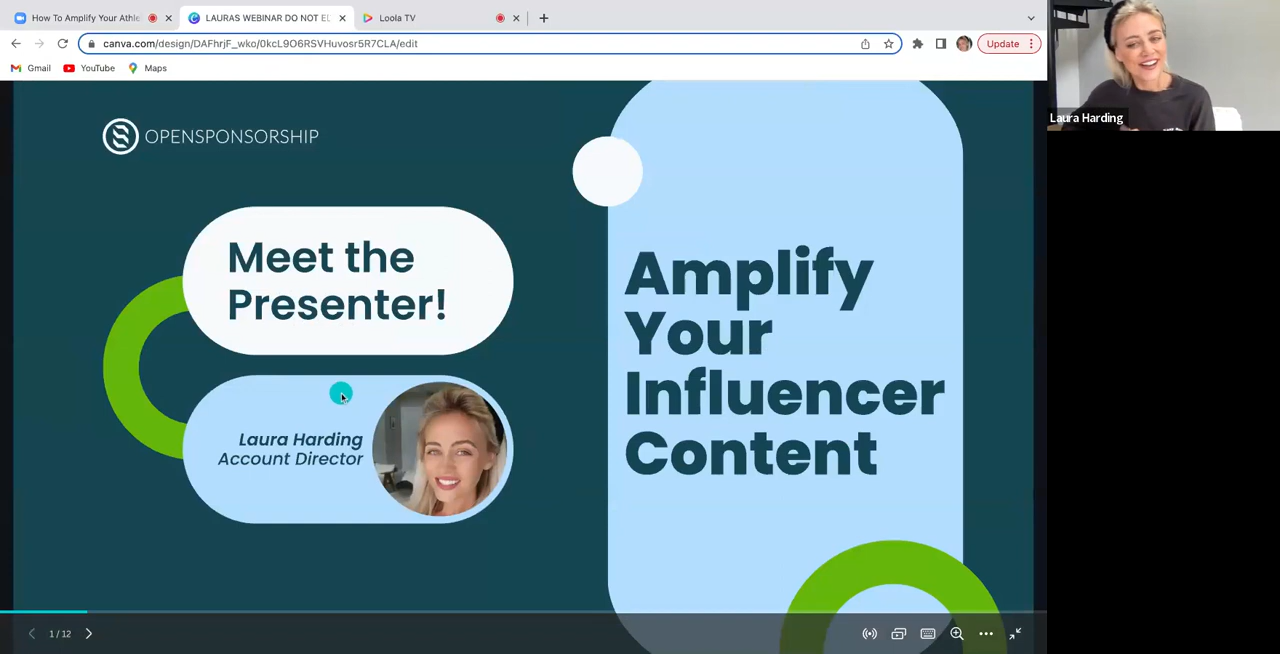 How To Amplify Your Athle
LAURAS WEBINAR DO NOT ED
Loola TV
canva.com/design/DAFhrjF_wko/0kcL9O6RSVHuvosr5R7CLA/edit
Update
Gmail
YouTube
Maps
Laura Harding
OPENSPONSORSHIP
Meet the
Presenter!
Laura Harding
Account Director
Amplify
Your
Influencer
Content
1 / 12